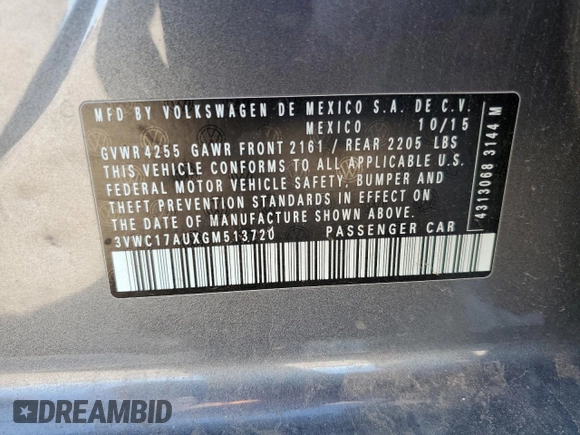 MFD BY VOLKSWAGEN DE MEXICO S.A. DE C.V.
MEXICO 10/15
GVWR 4255 GAWR FRONT 2161 / REAR 2205 LBS
THIS VEHICLE CONFORMS TO ALL APPLICABLE U.S.
FEDERAL MOTOR VEHICLE SAFETY, BUMPER AND
THEFT PREVENTION STANDARDS IN EFFECT ON
THE DATE OF MANUFACTURE SHOWN ABOVE.
3VWC17AUXGM513720 PASSENGER CAR
4313068 3144 M
DREAMBID